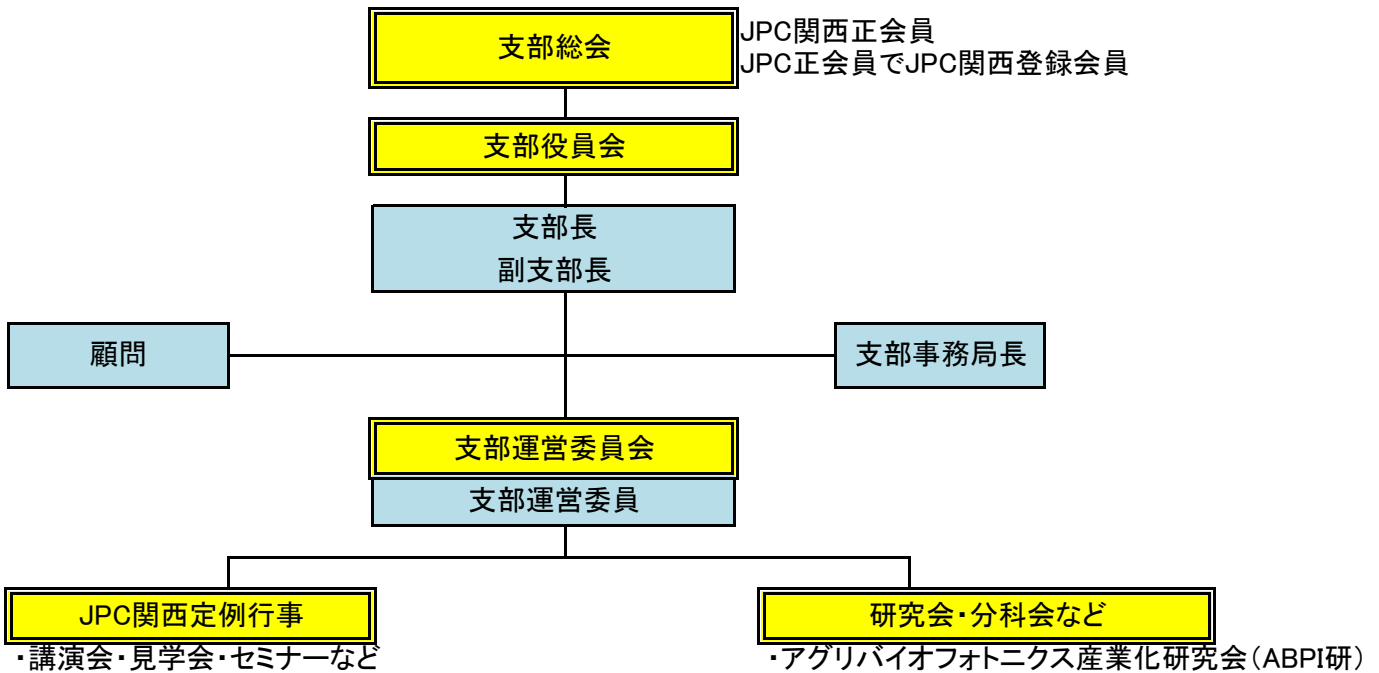 支部総会
JPC関西正会員
JPC正会員でJPC関西登録会員
支部役員会
支部長
副支部長
顧問
支部事務局長
支部運営委員会
支部運営委員
JPC関西定例行事
・講演会・見学会・セミナーなど
研究会・分科会など
・アグリバイオフォトニクス産業化研究会（ABPI研）